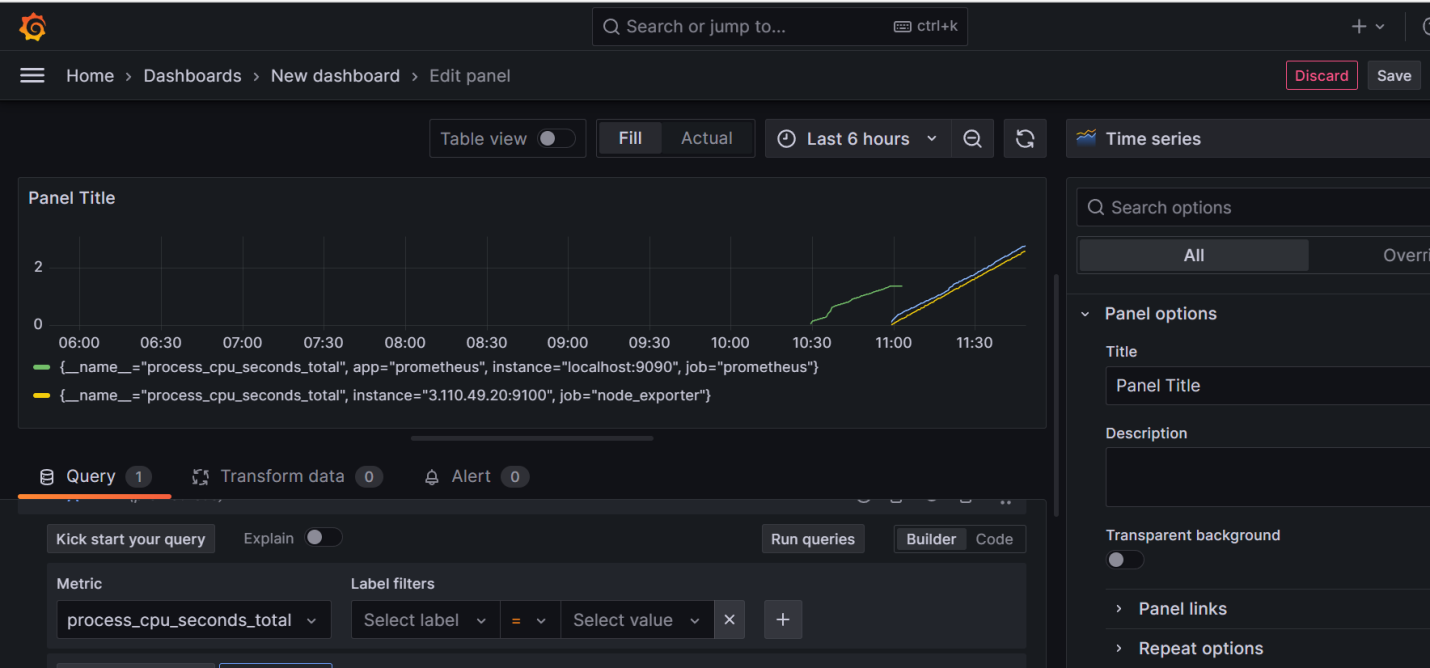 Search or jump to... ctrl+k
Home › Dashboards › New dashboard › Edit panel Discard Save
Table view Fill Actual Last 6 hours Time series
Panel Title
Search options
All
2
0
06:00 06:30 07:00 07:30 08:00 08:30 09:00 09:30 10:00 10:30 11:00 11:30
{__name__="process_cpu_seconds_total", app="prometheus", instance="localhost:9090", job="prometheus"}
{__name__="process_cpu_seconds_total", instance="3.110.49.20:9100", job="node_exporter"}
Panel options
Title
Panel Title
Description
Query 1 Transform data 0 Alert 0
Kick start your query Explain Run queries Builder Code
Transparent background
Metric Label filters
process_cpu_seconds_total Select label = Select value
Panel links
Repeat options